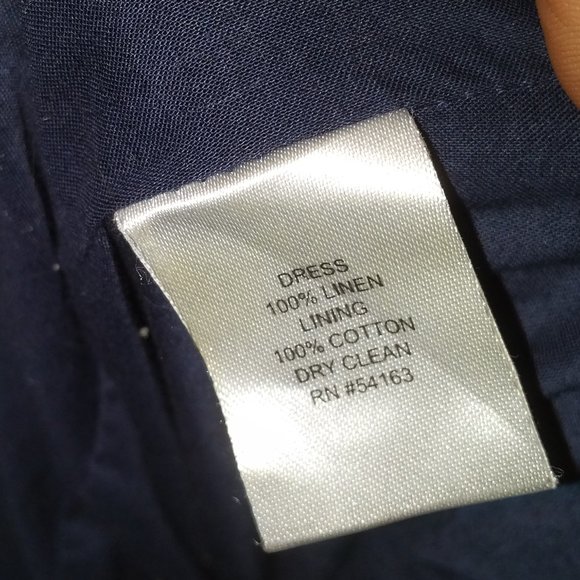 DRESS
100% LINEN
LINING
100% COTTON
DRY CLEAN
RN #54163